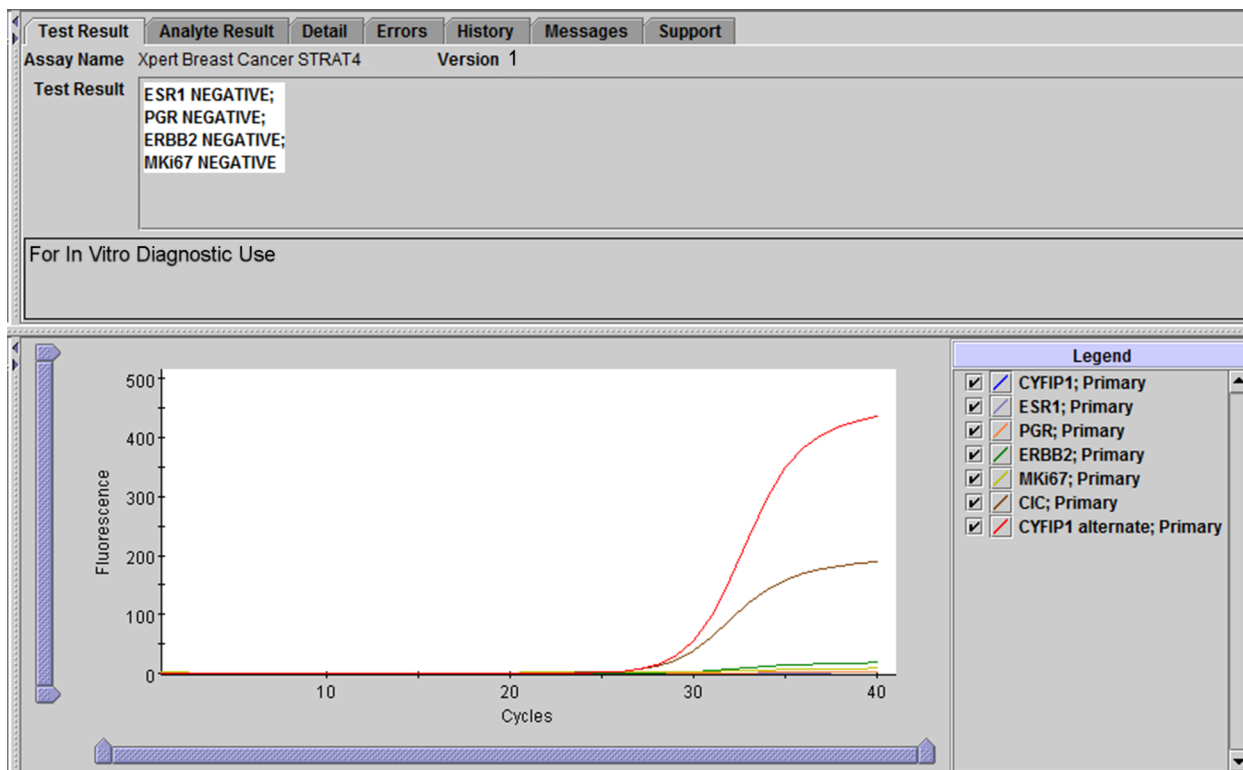 Test Result Analyte Result Detail Errors History Messages Support
Assay Name Xpert Breast Cancer STRAT4 Version 1
Test Result ESR1 NEGATIVE;
PGR NEGATIVE;
ERBB2 NEGATIVE;
MKi67 NEGATIVE
For In Vitro Diagnostic Use
500
400
300
200
100
0
Fluorescence
10 20 30 40
Cycles
Legend
CYFIP1; Primary
ESR1; Primary
PGR; Primary
ERBB2; Primary
MKi67; Primary
CIC; Primary
CYFIP1 alternate; Primary